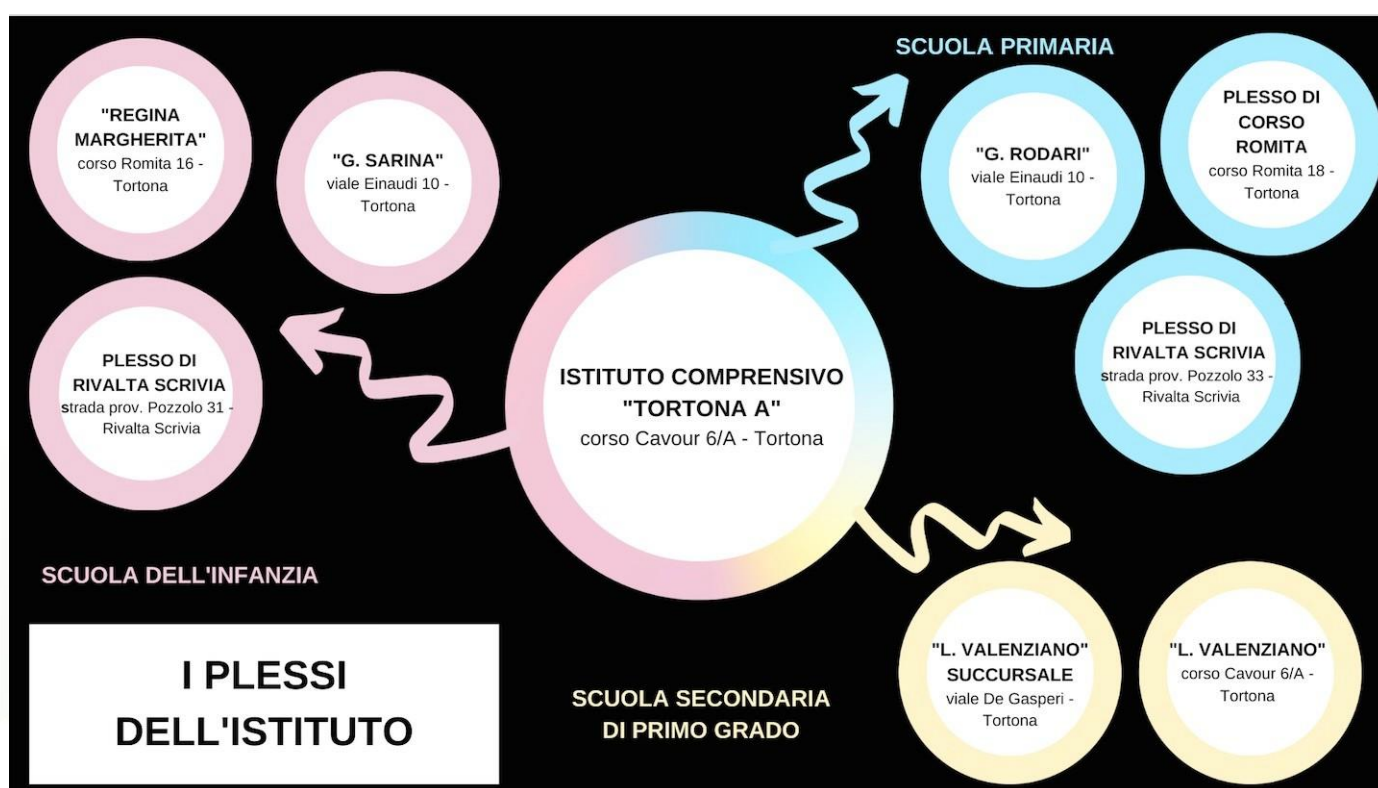 "REGINA
MARGHERITA"
corso Romita 16 -
Tortona
"G. SARINA"
viale Einaudi 10 -
Tortona
PLESSO DI
RIVALTA SCRIVIA
strada prov. Pozzolo 31 -
Rivalta Scrivia
SCUOLA DELL'INFANZIA
I PLESSI
DELL'ISTITUTO
ISTITUTO COMPRENSIVO
"TORTONA A"
corso Cavour 6/A - Tortona
SCUOLA PRIMARIA
"G. RODARI"
viale Einaudi 10 -
Tortona
PLESSO DI
CORSO
ROMITA
corso Romita 18 -
Tortona
PLESSO DI
RIVALTA SCRIVIA
strada prov. Pozzolo 33 -
Rivalta Scrivia
SCUOLA SECONDARIA
DI PRIMO GRADO
"L. VALENZIANO"
SUCCURSALE
viale De Gasperi -
Tortona
"L. VALENZIANO"
corso Cavour 6/A -
Tortona